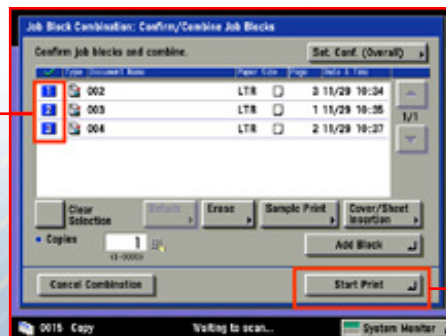 Job Block Combination: Confirm/Combine Job Blocks
Confirm job blocks and combine.
Set. Conf. (Overall)
Type Document Name Paper Size Page Date & Time
1 002 LTR 3 11/29 10:34
2 003 LTR 1 11/29 10:35
3 004 LTR 2 11/29 10:37
1/1
Clear Selection
Details
Erase
Sample Print
Cover/Sheet Insertion
Copies 1
(1-9999)
Add Block
Cancel Combination
Start Print
0015 Copy Waiting to scan... System Monitor